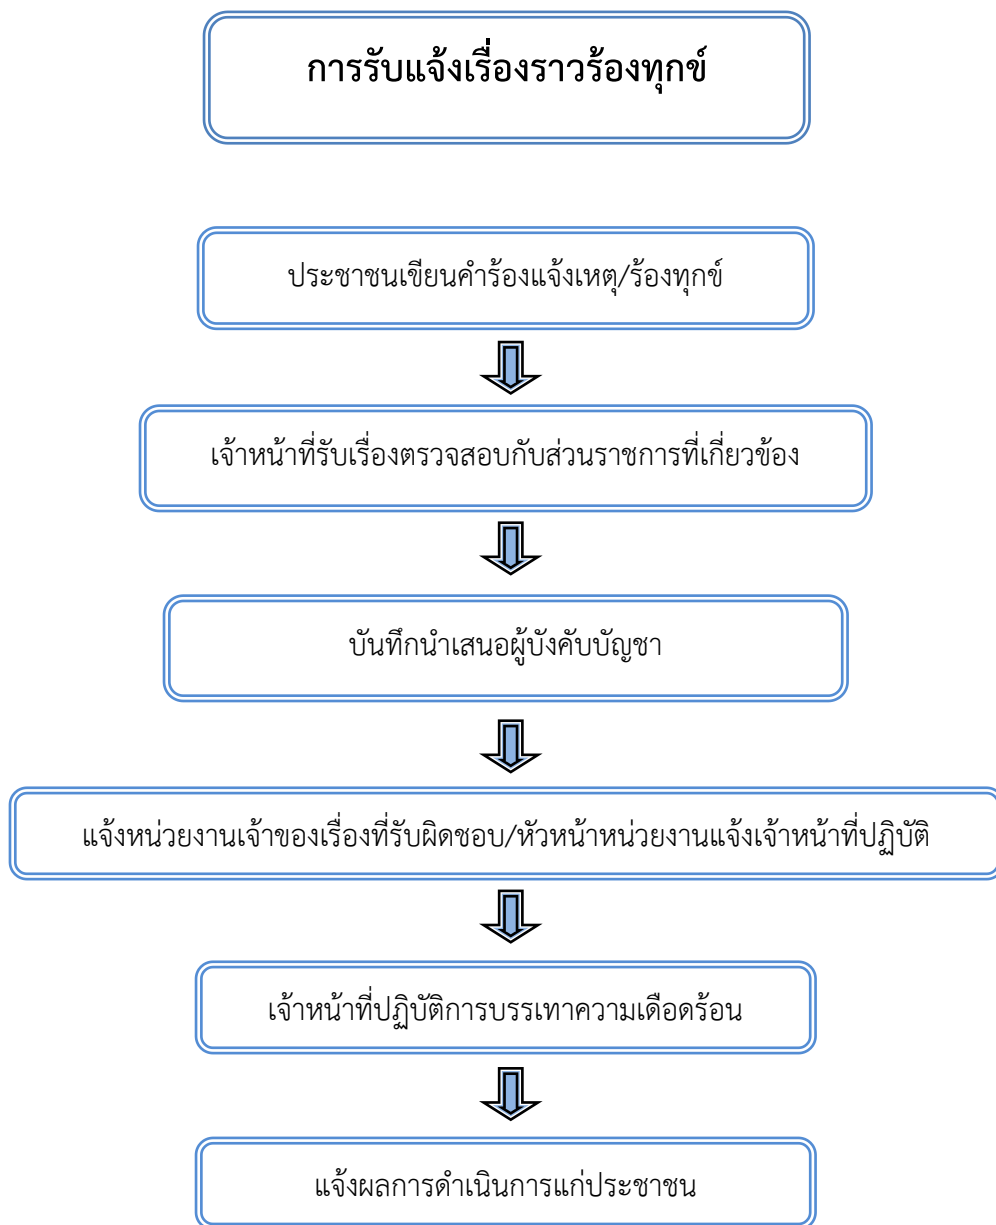 การรับแจ้งเรื่องราวร้องทุกข์
ประชาชนเขียนคำร้องแจ้งเหตุ/ร้องทุกข์
เจ้าหน้าที่รับเรื่องตรวจสอบกับส่วนราชการที่เกี่ยวข้อง
บันทึกนำเสนอผู้บังคับบัญชา
แจ้งหน่วยงานเจ้าของเรื่องที่รับผิดชอบ/หัวหน้าหน่วยงานแจ้งเจ้าหน้าที่ปฏิบัติ
เจ้าหน้าที่ปฏิบัติการบรรเทาความเดือดร้อน
แจ้งผลการดำเนินการแก่ประชาชน